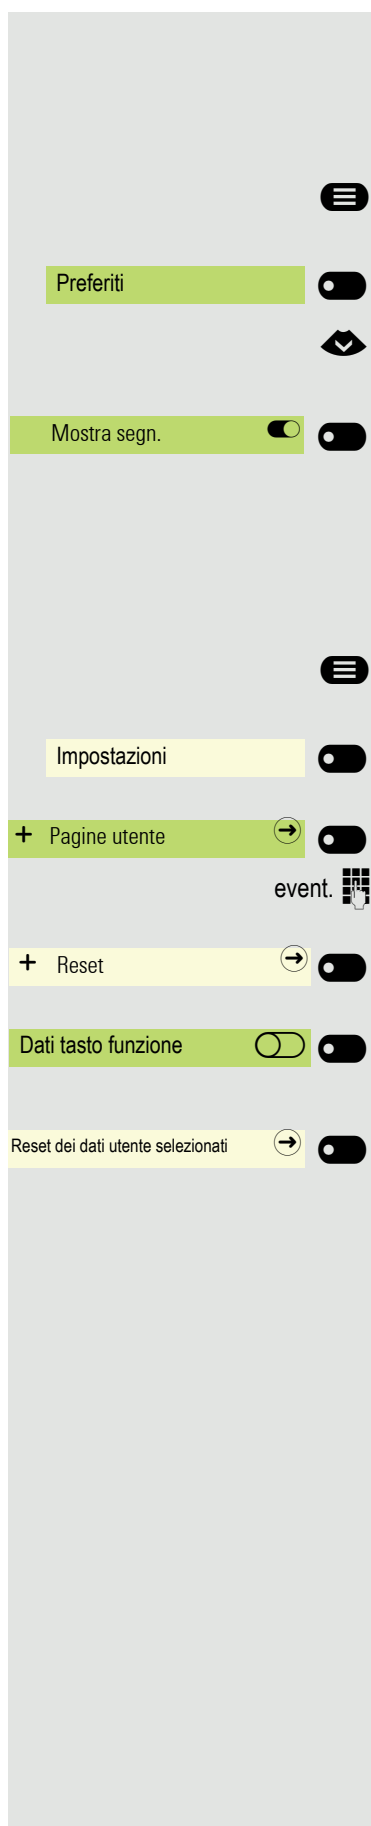 Preferiti
Mostra segn.
Impostazioni
+ Pagine utente
event.
+ Reset
Dati tasto funzione
Reset dei dati utente selezionati